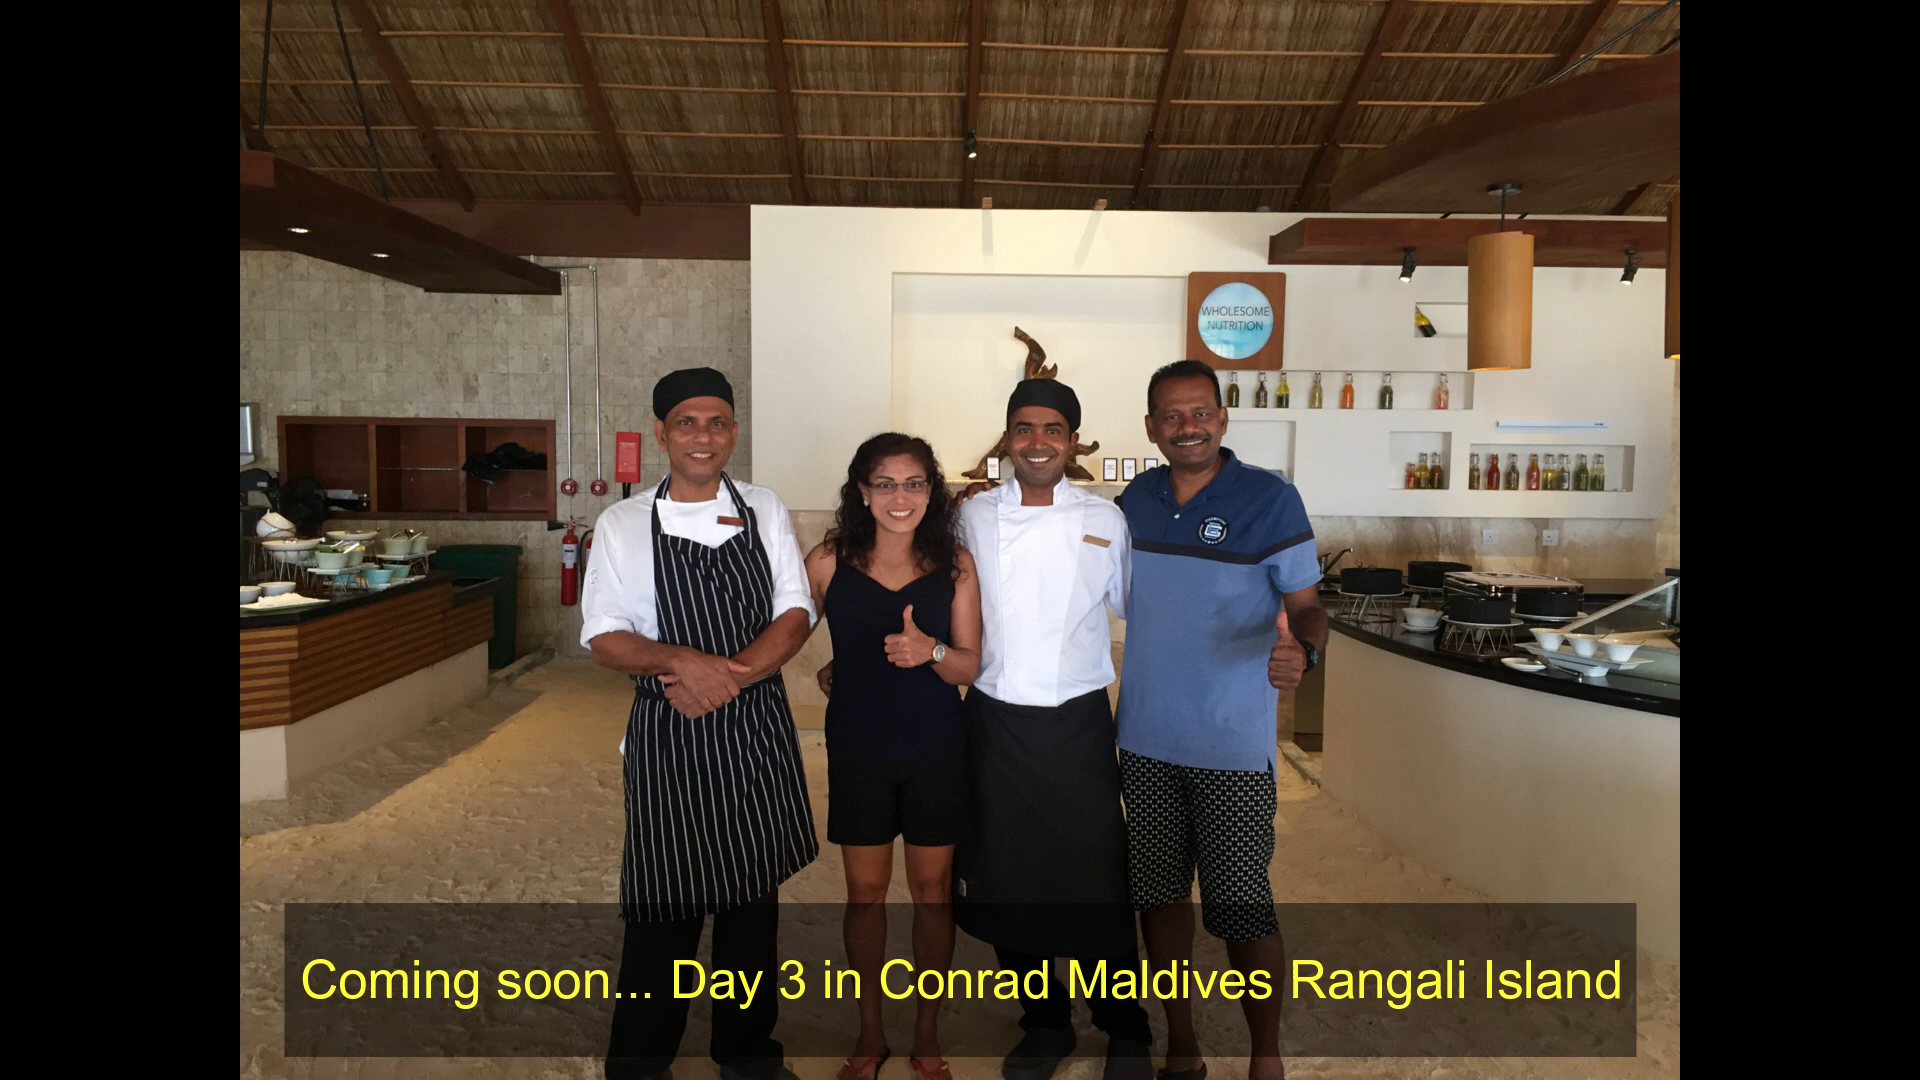 WHOLESOME
NUTRITION
Coming soon... Day 3 in Conrad Maldives Rangali Island